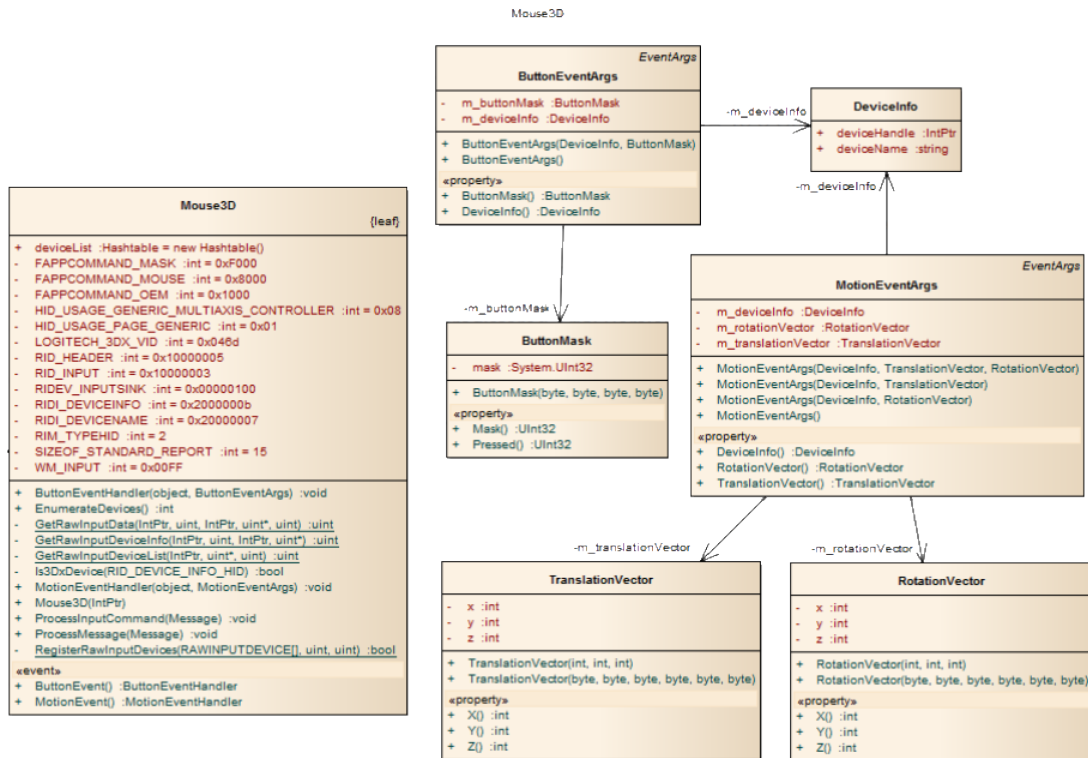 Mouse3D
EventArgs
ButtonEventArgs
- m_buttonMask :ButtonMask
- m_deviceInfo :DeviceInfo
+ ButtonEventArgs(DeviceInfo, ButtonMask)
+ ButtonEventArgs()
«property»
+ ButtonMask() :ButtonMask
+ DeviceInfo() :DeviceInfo
-m_deviceInfo
DeviceInfo
+ deviceHandle :IntPtr
+ deviceName :string
-m_deviceInfo
Mouse3D
{leaf}
+ deviceList :Hashtable = new Hashtable()
- FAPPCOMMAND_MASK :int = 0xF000
- FAPPCOMMAND_MOUSE :int = 0x8000
- FAPPCOMMAND_OEM :int = 0x1000
- HID_USAGE_GENERIC_MULTIAXIS_CONTROLLER :int = 0x08
- HID_USAGE_PAGE_GENERIC :int = 0x01
- LOGITECH_3DX_VID :int = 0x046d
- RID_HEADER :int = 0x10000005
- RID_INPUT :int = 0x10000003
- RIDEV_INPUTSINK :int = 0x00000100
- RIDI_DEVICEINFO :int = 0x2000000b
- RIDI_DEVICENAME :int = 0x20000007
- RIM_TYPEHID :int = 2
- SIZEOF_STANDARD_REPORT :int = 15
- WM_INPUT :int = 0x00FF
+ ButtonEventHandler(object, ButtonEventArgs) :void
+ EnumerateDevices() :int
- GetRawInputData(IntPtr, uint, IntPtr, uint*, uint) :uint
- GetRawInputDeviceInfo(IntPtr, uint, IntPtr, uint*) :uint
- GetRawInputDeviceList(IntPtr, uint*, uint) :uint
- Is3DxDevice(RID_DEVICE_INFO_HID) :bool
+ MotionEventHandler(object, MotionEventArgs) :void
+ Mouse3D(IntPtr)
+ ProcessInputCommand(Message) :void
+ ProcessMessage(Message) :void
- RegisterRawInputDevices(RAWINPUTDEVICE[], uint, uint) :bool
«event»
+ ButtonEvent() :ButtonEventHandler
+ MotionEvent() :MotionEventHandler
-m_buttonMask
ButtonMask
- mask :System.UInt32
+ ButtonMask(byte, byte, byte, byte)
«property»
+ Mask() :UInt32
+ Pressed() :UInt32
EventArgs
MotionEventArgs
- m_deviceInfo :DeviceInfo
- m_rotationVector :RotationVector
- m_translationVector :TranslationVector
+ MotionEventArgs(DeviceInfo, TranslationVector, RotationVector)
+ MotionEventArgs(DeviceInfo, TranslationVector)
+ MotionEventArgs(DeviceInfo, RotationVector)
+ MotionEventArgs()
«property»
+ DeviceInfo() :DeviceInfo
+ RotationVector() :RotationVector
+ TranslationVector() :TranslationVector
-m_translationVector
-m_rotationVector
TranslationVector
- x :int
- y :int
- z :int
+ TranslationVector(int, int, int)
+ TranslationVector(byte, byte, byte, byte, byte, byte)
«property»
+ X() :int
+ Y() :int
+ Z() :int
RotationVector
- x :int
- y :int
- z :int
+ RotationVector(int, int, int)
+ RotationVector(byte, byte, byte, byte, byte, byte)
«property»
+ X() :int
+ Y() :int
+ Z() :int